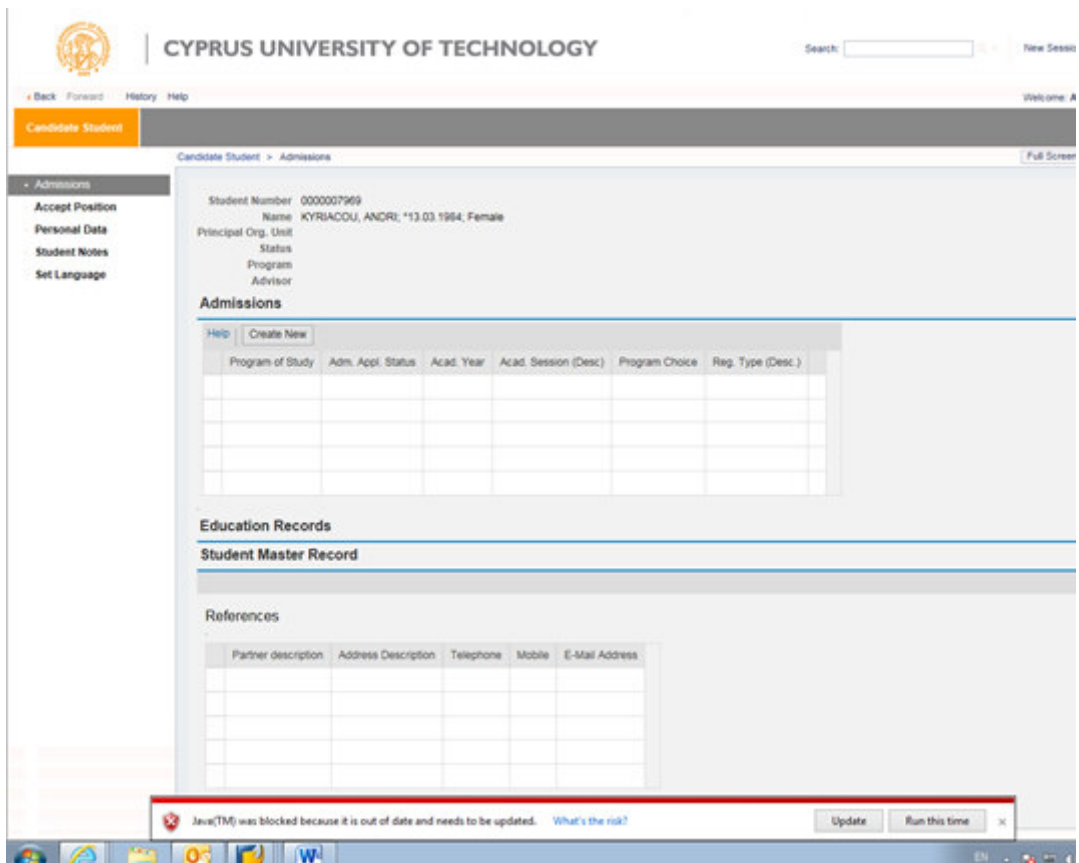 CYPRUS UNIVERSITY OF TECHNOLOGY
Search:
New Sessio
Back Forward History Help
Welcome: A
Candidate Student
Candidate Student > Admissions
Full Screen
Admissions
Accept Position
Personal Data
Student Notes
Set Language
Student Number 0000007969
Name KYRIACOU, ANDRI; *13.03.1984; Female
Principal Org. Unit
Status
Program
Advisor
Admissions
Help Create New
Program of Study Adm. Appl. Status Acad. Year Acad. Session (Desc) Program Choice Reg. Type (Desc.)
Education Records
Student Master Record
References
Partner description Address Description Telephone Mobile E-Mail Address
Java(TM) was blocked because it is out of date and needs to be updated. What's the risk?
Update
Run this time
EN